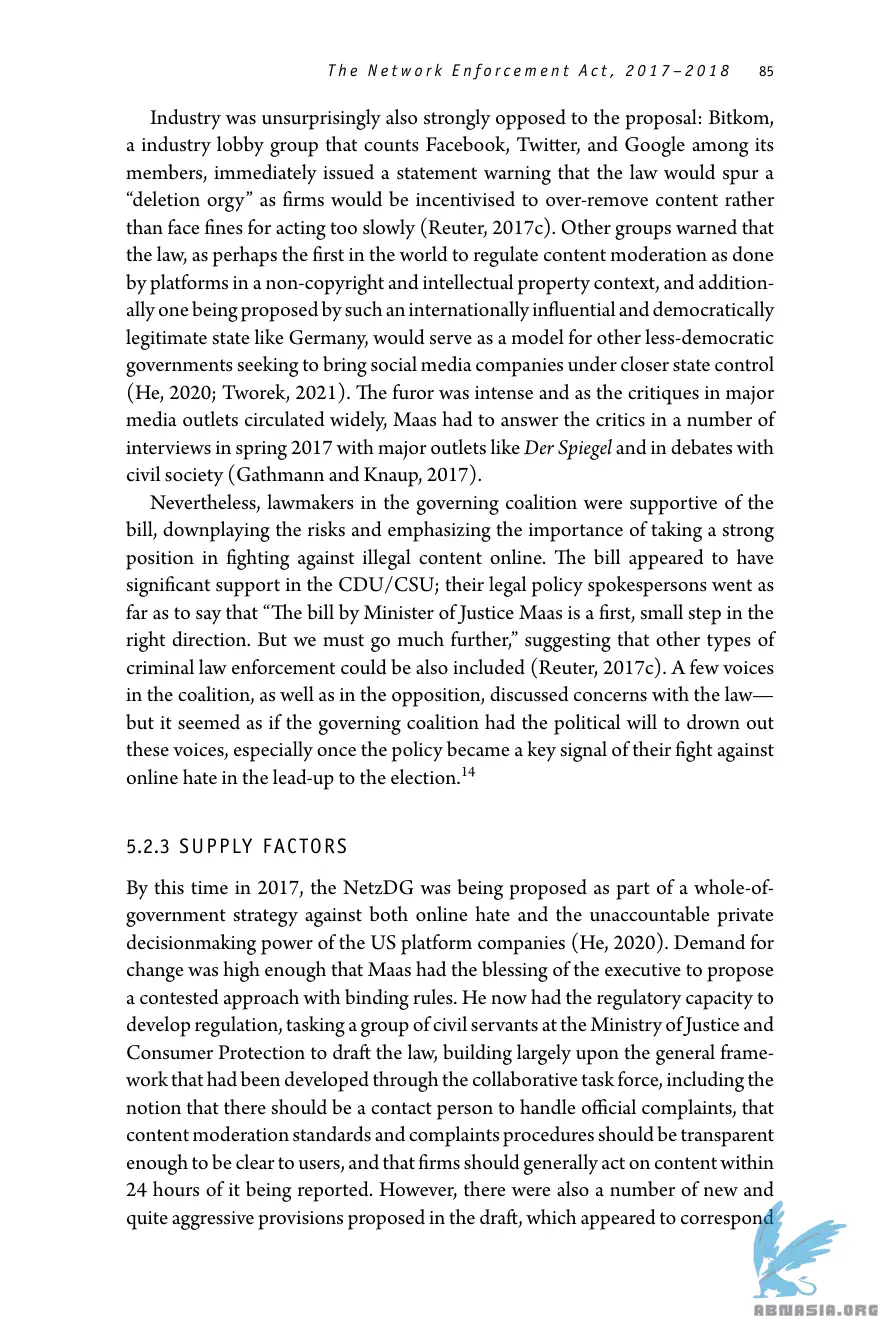 The Network Enforcement Act, 2017–2018 85
Industry was unsurprisingly also strongly opposed to the proposal: Bitkom,
a industry lobby group that counts Facebook, Twitter, and Google among its
members, immediately issued a statement warning that the law would spur a
“deletion orgy” as firms would be incentivised to over-remove content rather
than face fines for acting too slowly (Reuter, 2017c). Other groups warned that
the law, as perhaps the first in the world to regulate content moderation as done
by platforms in a non-copyright and intellectual property context, and addition-
ally one being proposed by such an internationally influential and democratically
legitimate state like Germany, would serve as a model for other less-democratic
governments seeking to bring social media companies under closer state control
(He, 2020; Tworek, 2021). The furor was intense and as the critiques in major
media outlets circulated widely, Maas had to answer the critics in a number of
interviews in spring 2017 with major outlets like Der Spiegel and in debates with
civil society (Gathmann and Knaup, 2017).
Nevertheless, lawmakers in the governing coalition were supportive of the
bill, downplaying the risks and emphasizing the importance of taking a strong
position in fighting against illegal content online. The bill appeared to have
significant support in the CDU/CSU; their legal policy spokespersons went as
far as to say that “The bill by Minister of Justice Maas is a first, small step in the
right direction. But we must go much further,” suggesting that other types of
criminal law enforcement could be also included (Reuter, 2017c). A few voices
in the coalition, as well as in the opposition, discussed concerns with the law—
but it seemed as if the governing coalition had the political will to drown out
these voices, especially once the policy became a key signal of their fight against
online hate in the lead-up to the election.14
5.2.3 SUPPLY FACTORS
By this time in 2017, the NetzDG was being proposed as part of a whole-of-
government strategy against both online hate and the unaccountable private
decisionmaking power of the US platform companies (He, 2020). Demand for
change was high enough that Maas had the blessing of the executive to propose
a contested approach with binding rules. He now had the regulatory capacity to
develop regulation, tasking a group of civil servants at the Ministry of Justice and
Consumer Protection to draft the law, building largely upon the general frame-
work that had been developed through the collaborative task force, including the
notion that there should be a contact person to handle official complaints, that
content moderation standards and complaints procedures should be transparent
enough to be clear to users, and that firms should generally act on content within
24 hours of it being reported. However, there were also a number of new and
quite aggressive provisions proposed in the draft, which appeared to correspond
ABNASIA.ORG